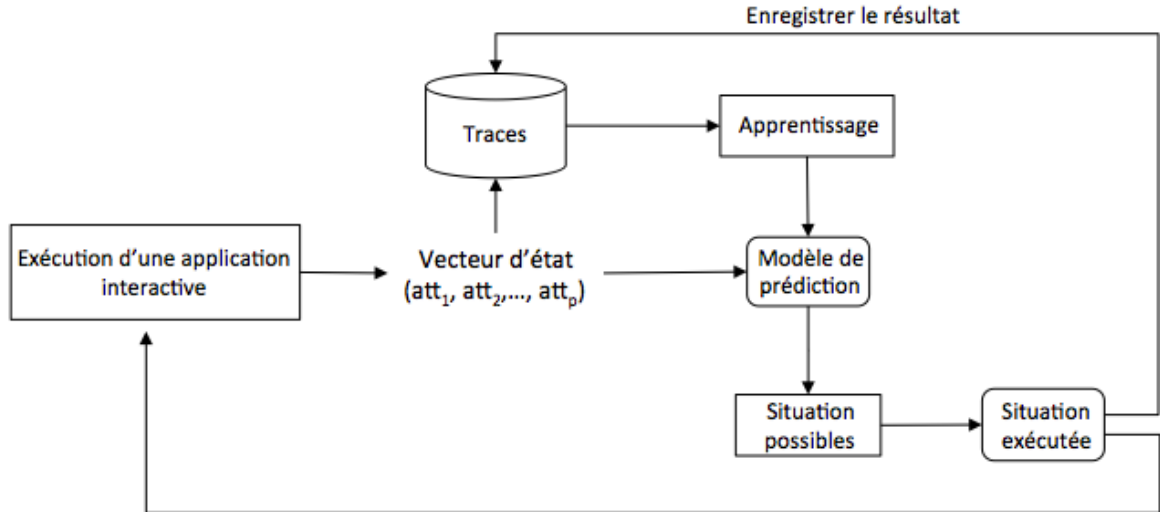 Enregistrer le résultat
Traces
Apprentissage
Exécution d'une application
interactive
Vecteur d'état
(att₁, att₂,..., attₚ)
Modèle de
prédiction
Situation
possibles
Situation
exécutée